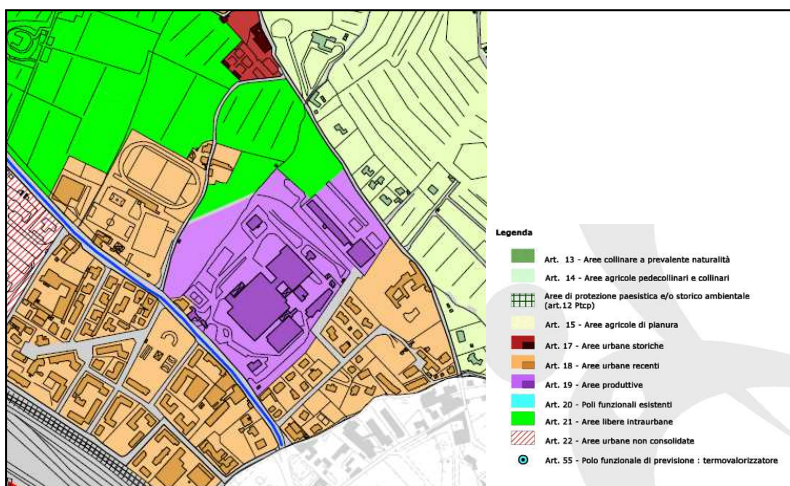 Legenda
Art. 13 - Aree collinare a prevalente naturalità
Art. 14 - Aree agricole pedecollinari e collinari
Aree di protezione paesistica e/o storico ambientale
(art.12 Ptcp)
Art. 15 - Aree agricole di pianura
Art. 17 - Aree urbane storiche
Art. 18 - Aree urbane recenti
Art. 19 - Aree produttive
Art. 20 - Poli funzionali esistenti
Art. 21 - Aree libere intraurbane
Art. 22 - Aree urbane non consolidate
Art. 55 - Polo funzionale di previsione : termovalorizzatore